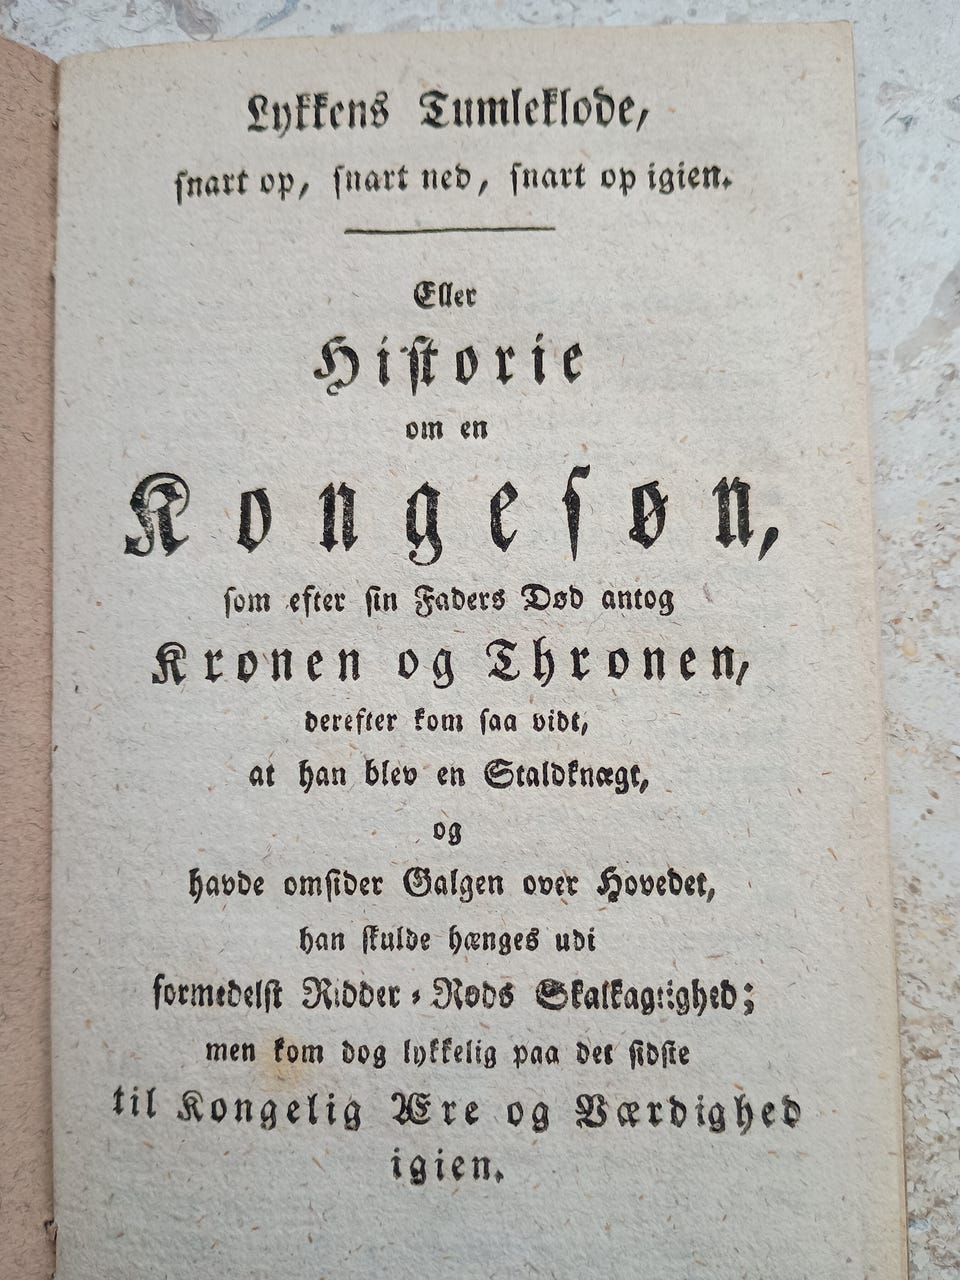 Lykkens Tumleklode,
snart op, snart ned, snart op igien.
Eller
Historie
om en
Kongesøn,
som efter sin Faders Død antog
Kronen og Thronen,
derefter kom saa vidt,
at han blev en Staldknægt,
og
havde omsider Galgen over Hovedet,
han skulde hænges udi
formedelst Ridder-Røds Skalkagtighed;
men kom dog lykkelig paa det sidste
til Kongelig Ære og Værdighed
igien.